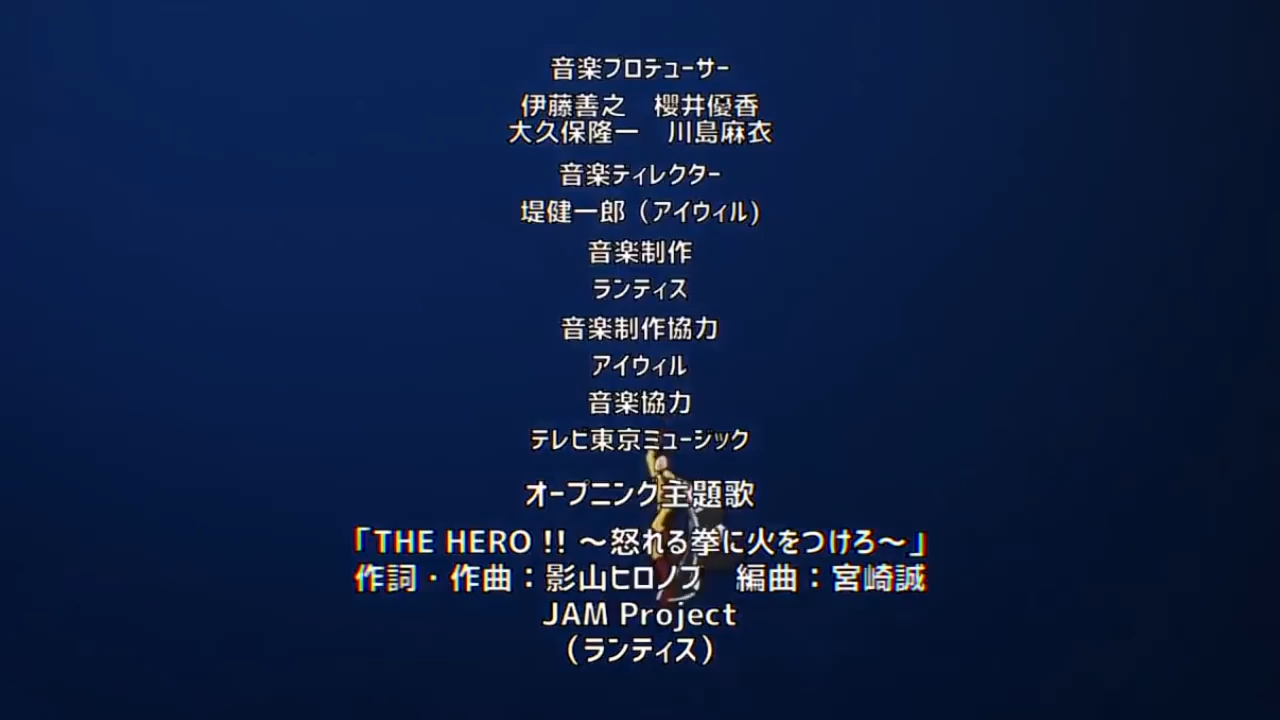 音楽プロデューサー
伊藤善之　櫻井優香
大久保隆一　川島麻衣
音楽ディレクター
堤健一郎（アイウィル）
音楽制作
ランティス
音楽制作協力
アイウィル
音楽協力
テレビ東京ミュージック
オープニング主題歌
「THE HERO !! ～怒れる拳に火をつけろ～」
作詞・作曲：影山ヒロノブ　編曲：宮崎誠
JAM Project
（ランティス）